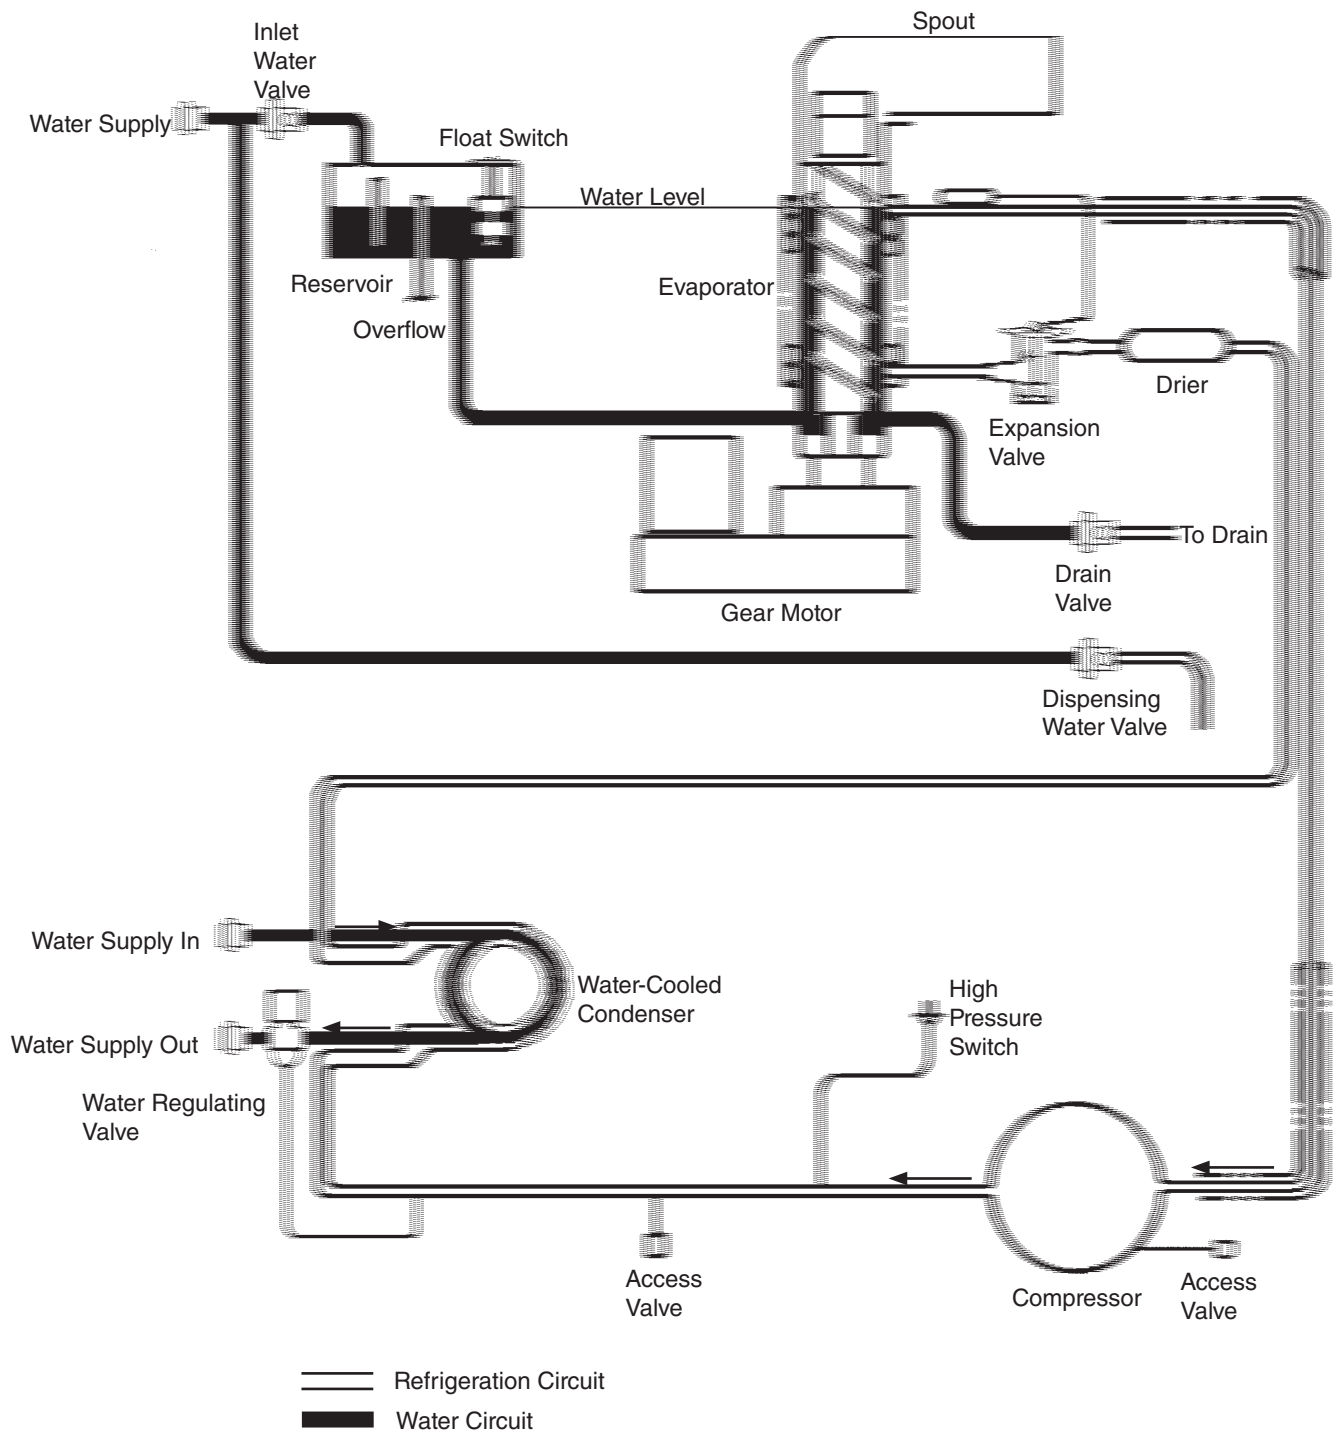 Spout
Inlet
Water
Valve
Water Supply
Float Switch
Water Level
Reservoir
Evaporator
Overflow
Drier
Expansion
Valve
To Drain
Drain
Valve
Gear Motor
Dispensing
Water Valve
Water Supply In
Water-Cooled
Condenser
High
Pressure
Switch
Water Supply Out
Water Regulating
Valve
Access
Valve
Compressor
Access
Valve
Refrigeration Circuit
Water Circuit